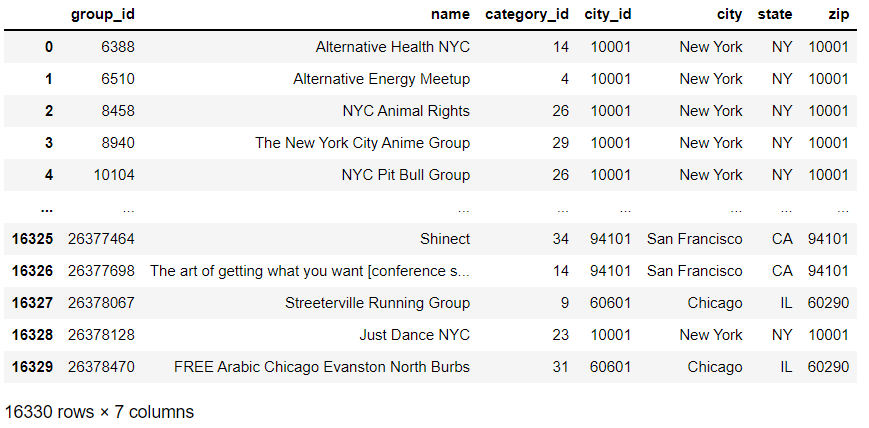 group_id name category_id city_id city state zip
0 6388 Alternative Health NYC 14 10001 New York NY 10001
1 6510 Alternative Energy Meetup 4 10001 New York NY 10001
2 8458 NYC Animal Rights 26 10001 New York NY 10001
3 8940 The New York City Anime Group 29 10001 New York NY 10001
4 10104 NYC Pit Bull Group 26 10001 New York NY 10001
... ... ... ... ... ... ... ...
16325 26377464 Shinect 34 94101 San Francisco CA 94101
16326 26377698 The art of getting what you want [conference s... 14 94101 San Francisco CA 94101
16327 26378067 Streeterville Running Group 9 60601 Chicago IL 60290
16328 26378128 Just Dance NYC 23 10001 New York NY 10001
16329 26378470 FREE Arabic Chicago Evanston North Burbs 31 60601 Chicago IL 60290
16330 rows × 7 columns